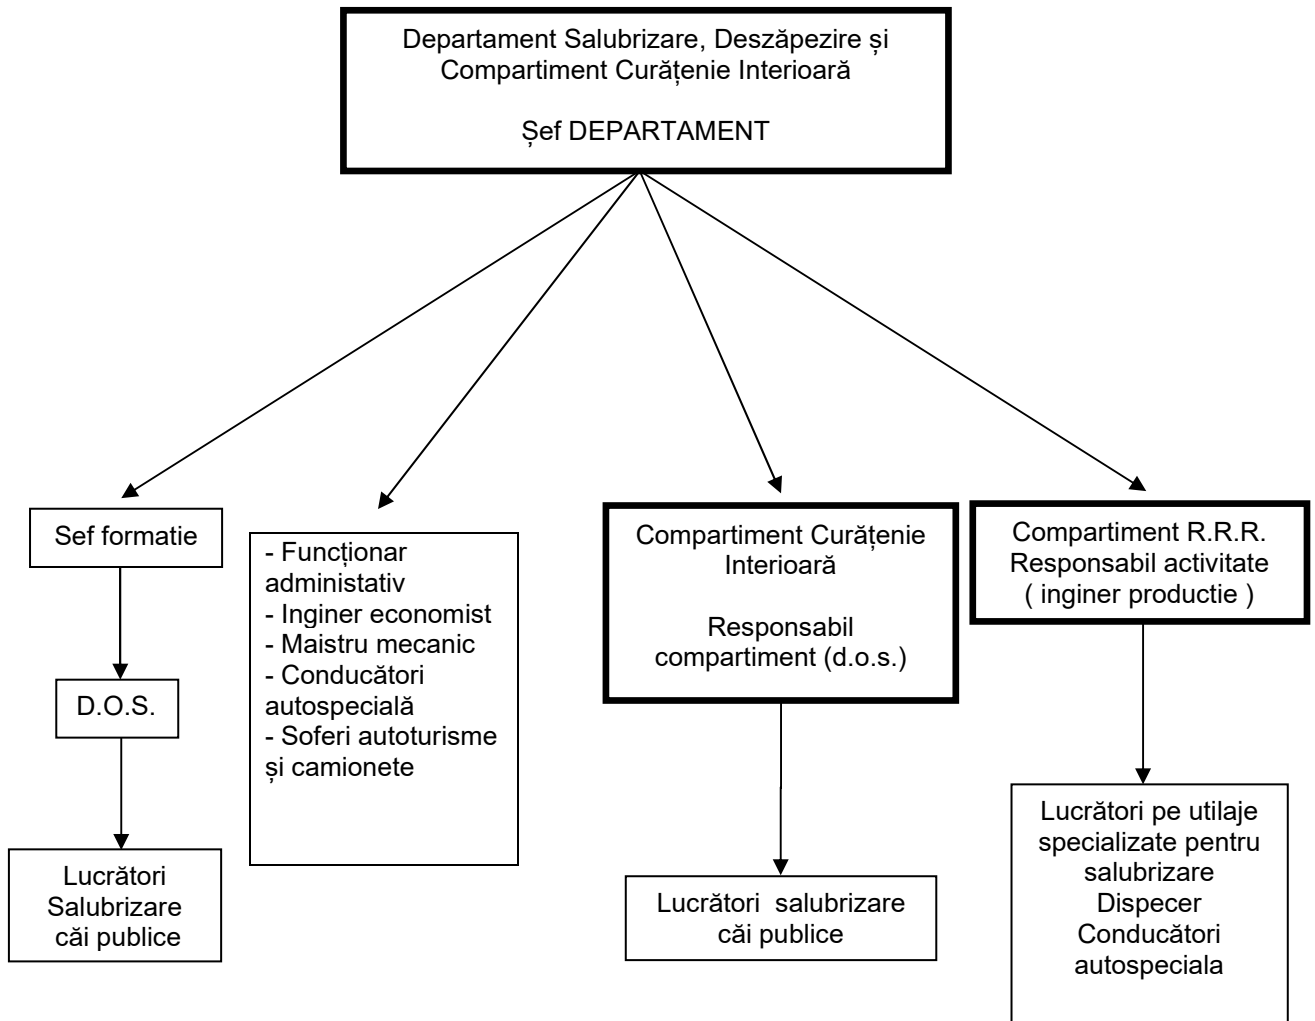 Departament Salubrizare, Deszăpezire și
Compartiment Curățenie Interioară
Șef DEPARTAMENT
Sef formatie
D.O.S.
Lucrători
Salubrizare
căi publice
- Funcționar
administativ
- Inginer economist
- Maistru mecanic
- Conducători
autospecială
- Soferi autoturisme
și camionete
Compartiment Curățenie
Interioară
Responsabil
compartiment (d.o.s.)
Lucrători salubrizare
căi publice
Compartiment R.R.R.
Responsabil activitate
( inginer productie )
Lucrători pe utilaje
specializate pentru
salubrizare
Dispecer
Conducători
autospeciala